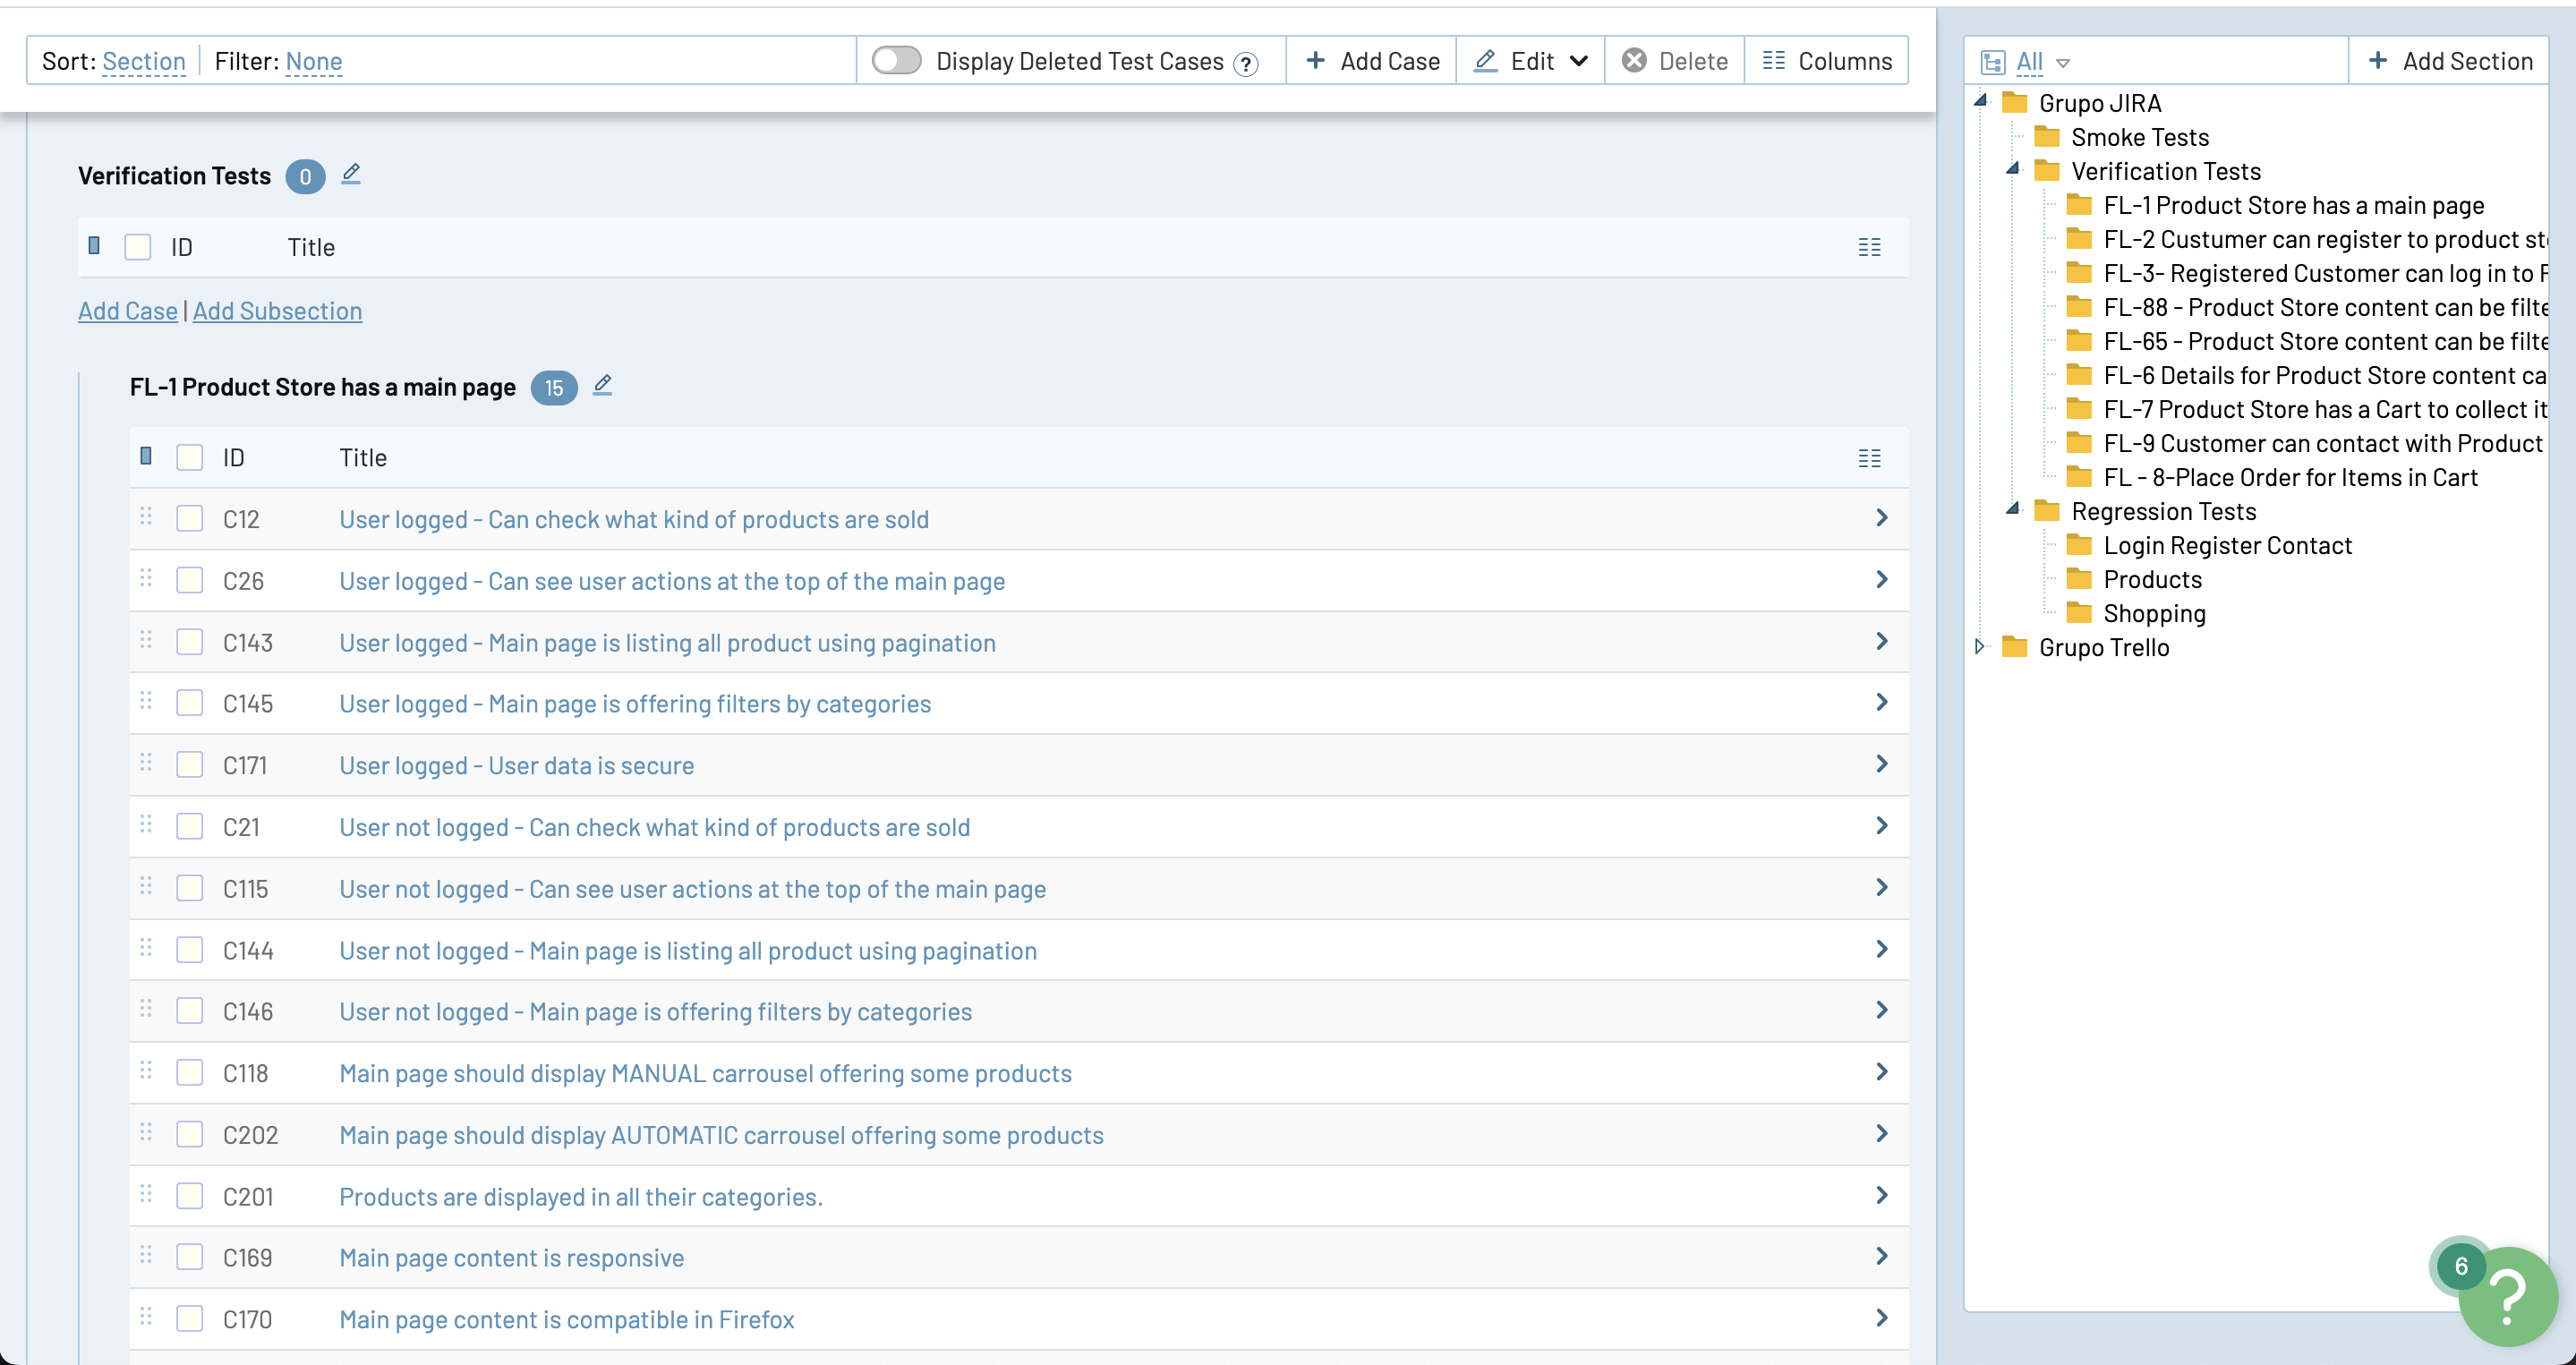 Sort: Section Filter: None Display Deleted Test Cases ? + Add Case Edit Delete Columns
Verification Tests 0
ID Title
Add Case | Add Subsection
FL-1 Product Store has a main page 15
ID Title
C12 User logged - Can check what kind of products are sold
C26 User logged - Can see user actions at the top of the main page
C143 User logged - Main page is listing all product using pagination
C145 User logged - Main page is offering filters by categories
C171 User logged - User data is secure
C21 User not logged - Can check what kind of products are sold
C115 User not logged - Can see user actions at the top of the main page
C144 User not logged - Main page is listing all product using pagination
C146 User not logged - Main page is offering filters by categories
C118 Main page should display MANUAL carrousel offering some products
C202 Main page should display AUTOMATIC carrousel offering some products
C201 Products are displayed in all their categories.
C169 Main page content is responsive
C170 Main page content is compatible in Firefox
All + Add Section
Grupo JIRA
Smoke Tests
Verification Tests
FL-1 Product Store has a main page
FL-2 Custumer can register to product
FL-3- Registered Customer can log in to
FL-88 - Product Store content can be
FL-65 - Product Store content can be
FL-6 Details for Product Store content
FL-7 Product Store has a Cart to collect
FL-9 Customer can contact with Product
FL - 8-Place Order for Items in Cart
Regression Tests
Login Register Contact
Products
Shopping
Grupo Trello
6
?